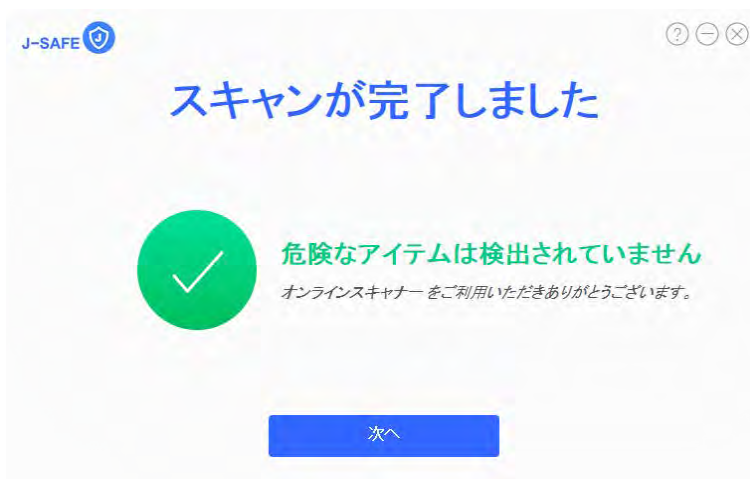 J-SAFE
スキャンが完了しました
危険なアイテムは検出されていません
オンラインスキャナー をご利用いただきありがとうございます。
次へ